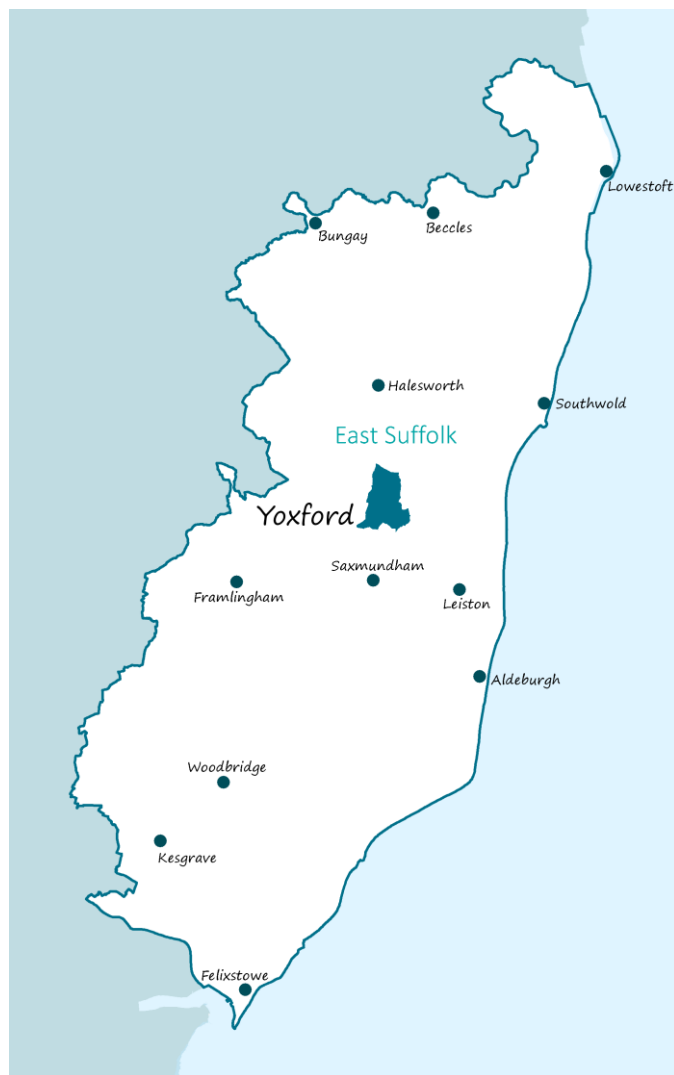 Lowestoft
Beccles
Bungay
Halesworth
Southwold
East Suffolk
Yoxford
Saxmundham
Framlingham
Leiston
Aldeburgh
Woodbridge
Kesgrave
Felixstowe